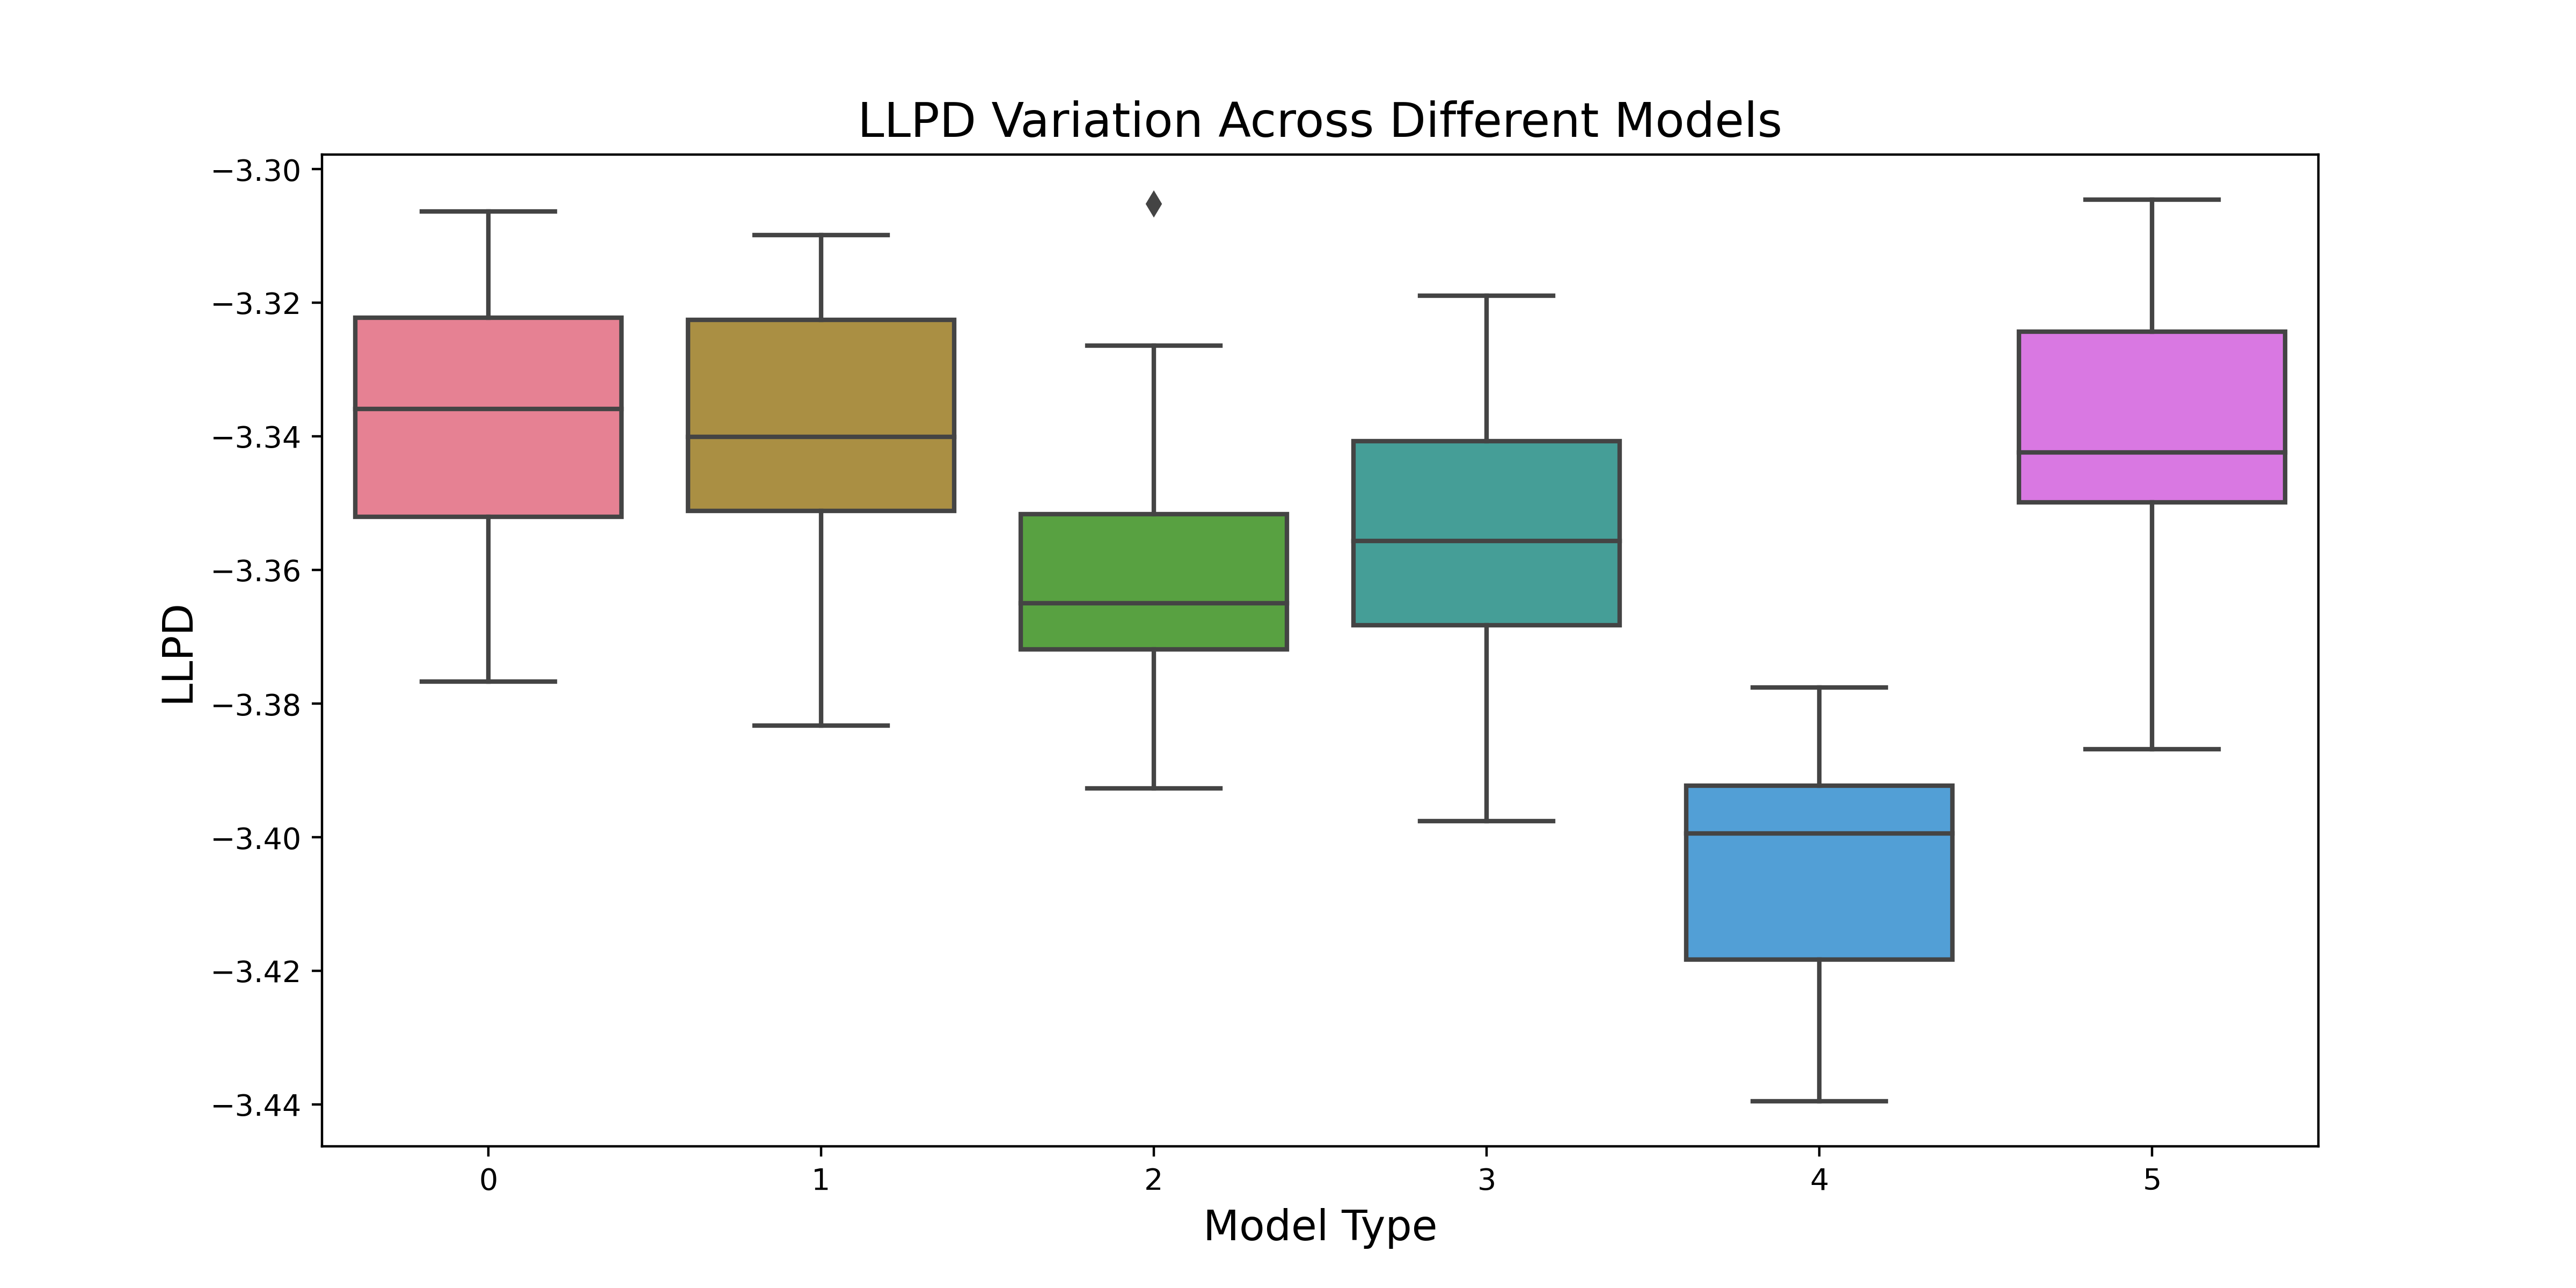 LLPD Variation Across Different Models
−3.30
−3.32
−3.34
−3.36
−3.38
−3.40
−3.42
−3.44
LLPD
0 1 2 3 4 5
Model Type